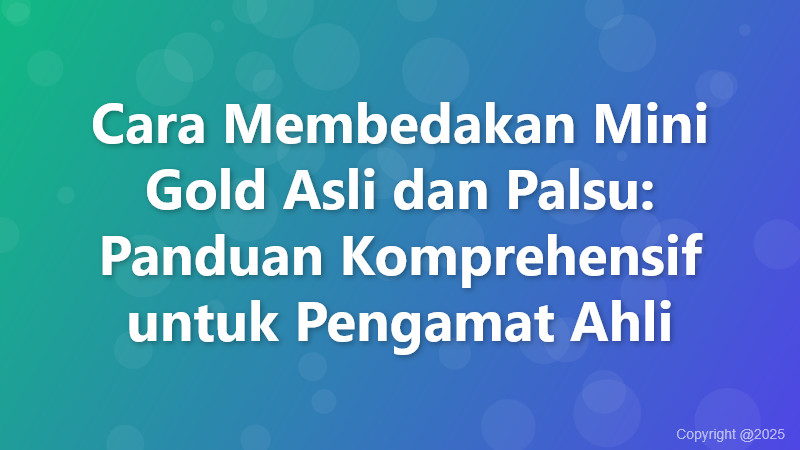 Cara Membedakan Mini
Gold Asli dan Palsu:
Panduan Komprehensif
untuk Pengamat Ahli
Copyright @2025